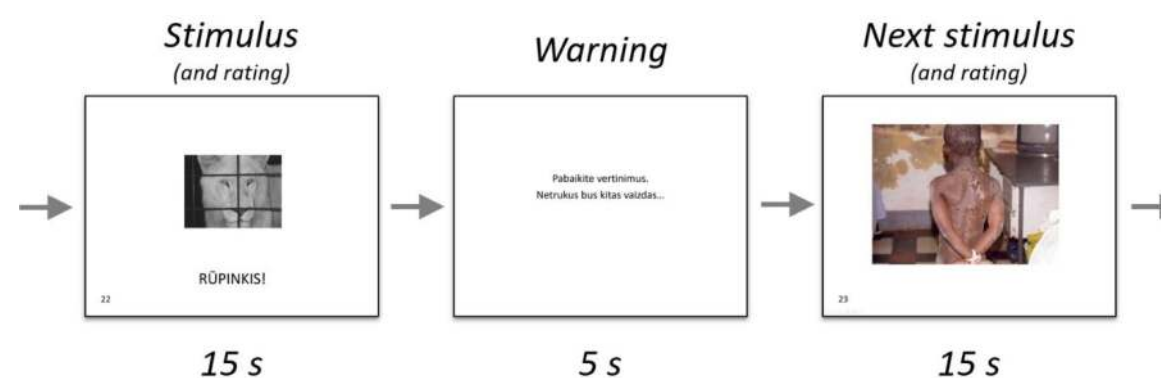 Stimulus
(and rating)
Warning
Next stimulus
(and rating)
RŪPINKIS!
22
Pabaikite vertinimus.
Netrukus bus kitas vaizdas...
23
15 s
5 s
15 s